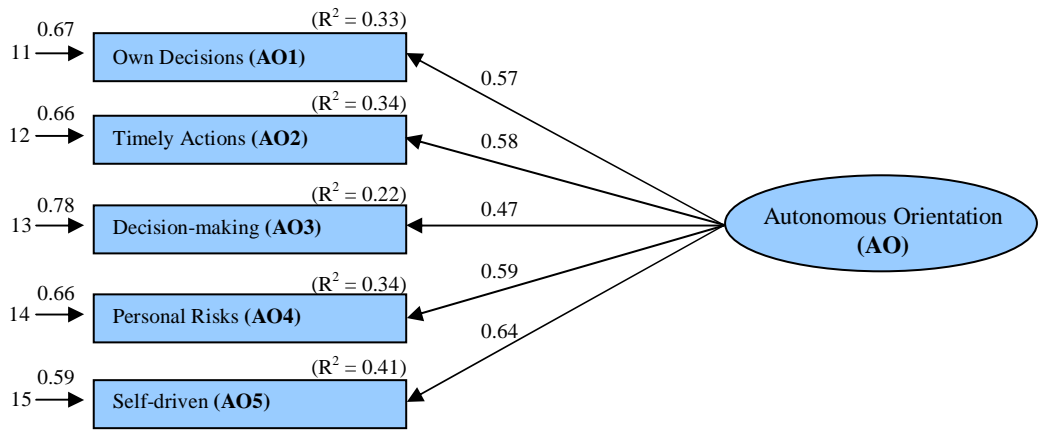 (R² = 0.33)
0.67
11
Own Decisions (AO1)
0.57
(R² = 0.34)
0.66
12
Timely Actions (AO2)
0.58
(R² = 0.22)
0.78
13
Decision-making (AO3)
0.47
Autonomous Orientation
(AO)
(R² = 0.34)
0.66
14
Personal Risks (AO4)
0.59
(R² = 0.41)
0.59
15
Self-driven (AO5)
0.64